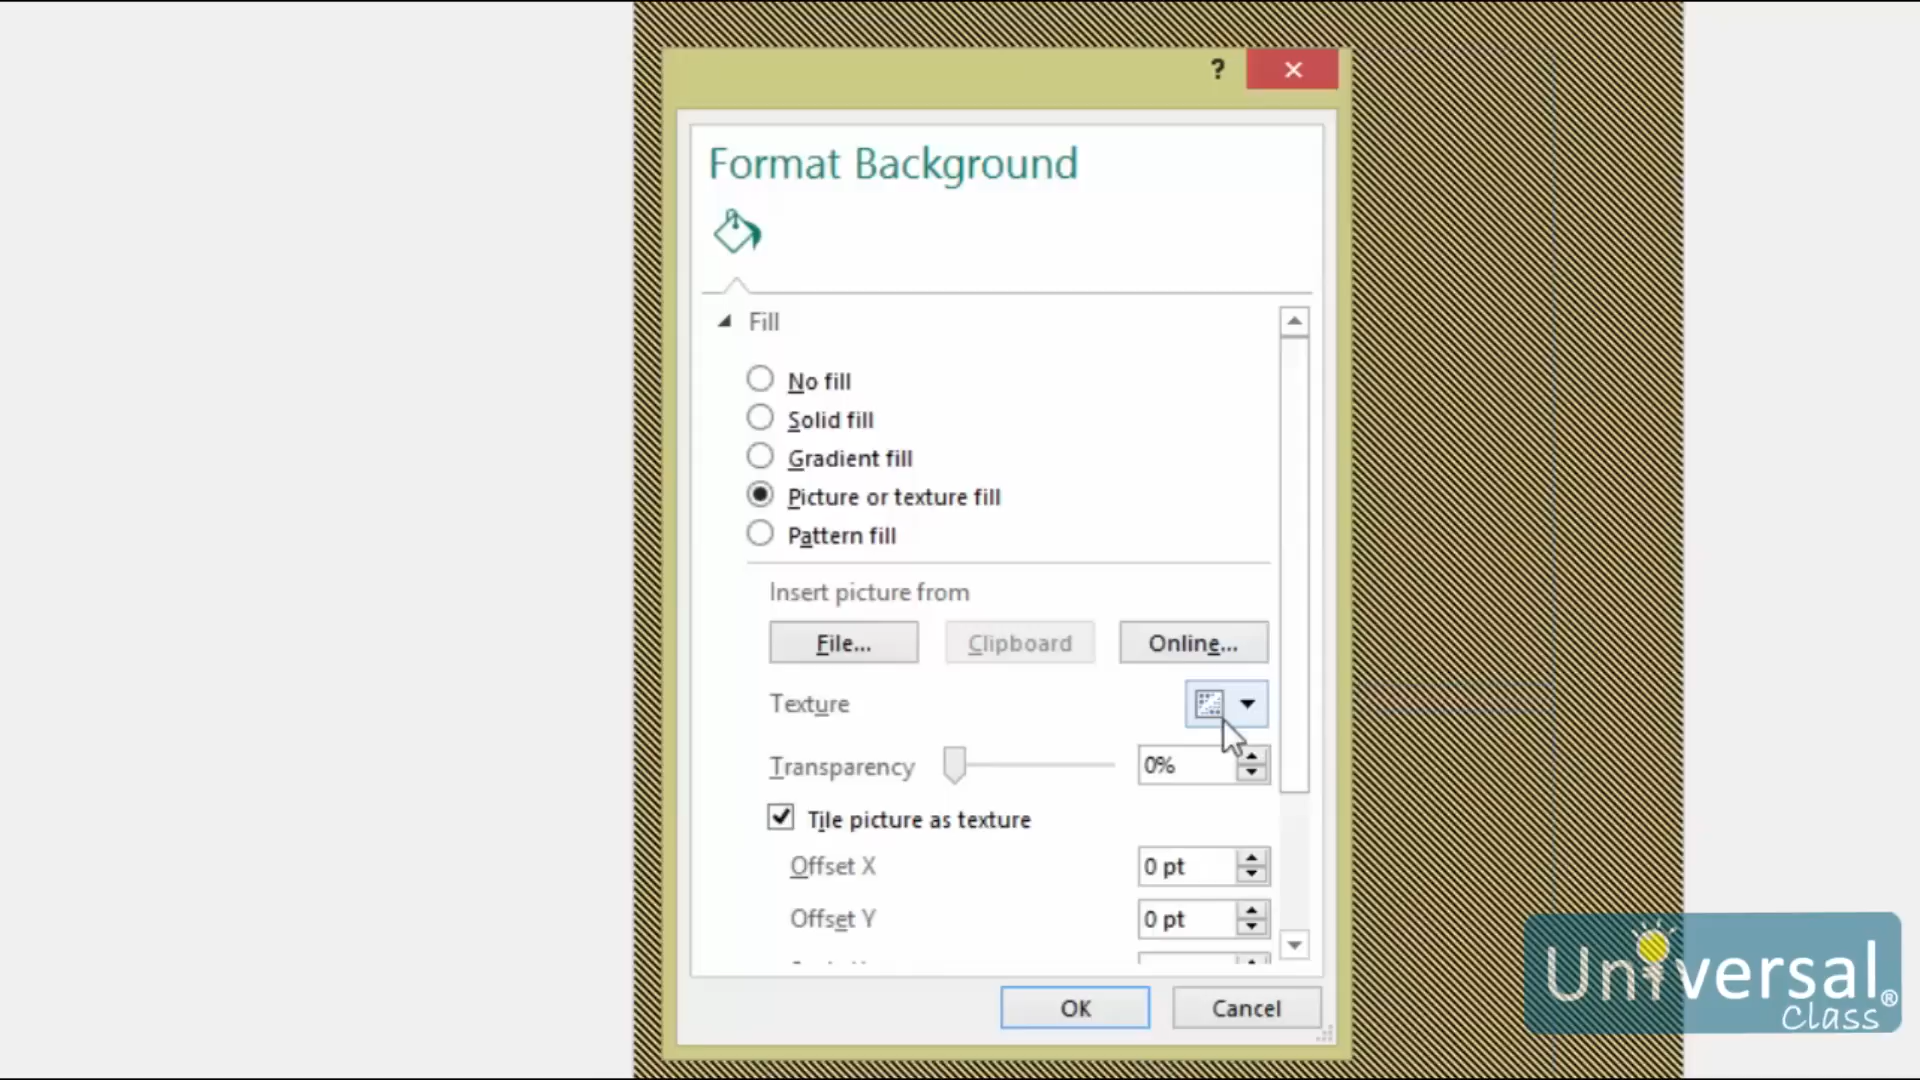 ?
Format Background
Fill
No fill
Solid fill
Gradient fill
Picture or texture fill
Pattern fill
Insert picture from
File... Clipboard Online...
Texture
Transparency 0%
Tile picture as texture
Offset X 0 pt
Offset Y 0 pt
OK Cancel
Universal®
Class